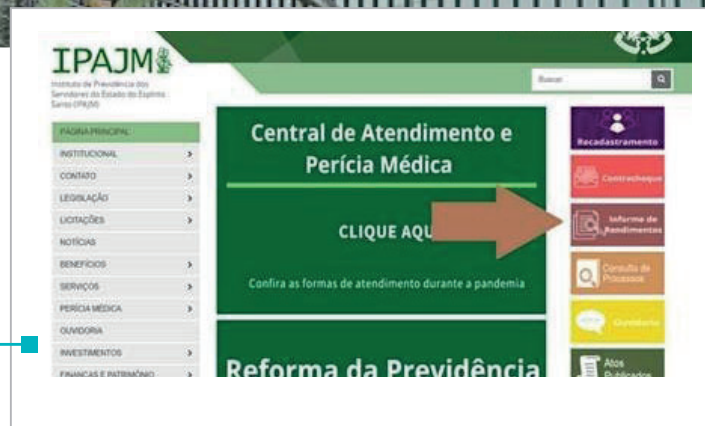 IPAJM
Instituto de Previdência dos
Servidores do Estado do Espírito
Santo (IPAJM)
Buscar
PÁGINA PRINCIPAL
INSTITUCIONAL
CONTATO
LEGISLAÇÃO
LICITAÇÕES
NOTÍCIAS
BENEFÍCIOS
SERVIÇOS
PERÍCIA MÉDICA
OUVIDORIA
INVESTIMENTOS
FINANÇAS E PATRIMÔNIO
Central de Atendimento e
Perícia Médica
CLIQUE AQU
Confira as formas de atendimento durante a pandemia
Reforma da Previdência
Recadastramento
Contracheque
Informe de
Rendimentos
Consulta de
Processos
Ouvidoria
Atos
Publicados